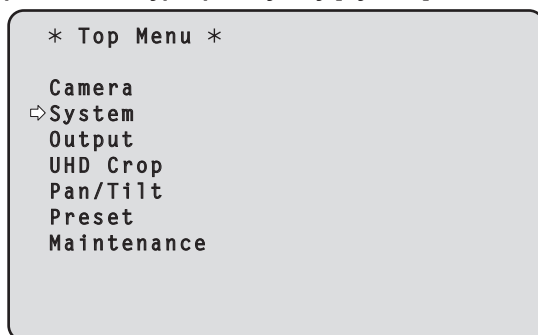 * Top Menu *
Camera
⇨System
Output
UHD Crop
Pan/Tilt
Preset
Maintenance